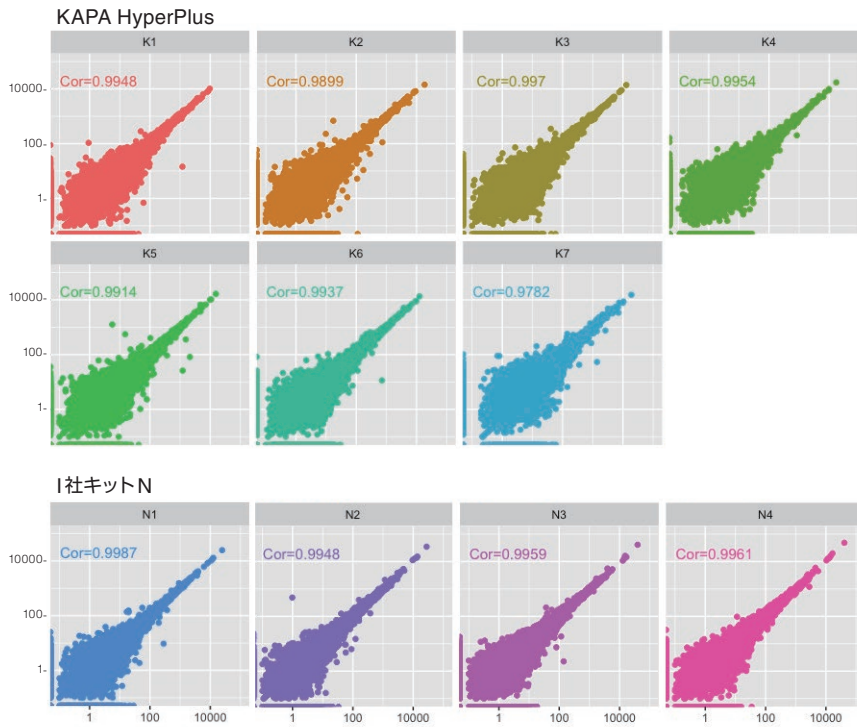 KAPA HyperPlus
K1 K2 K3 K4
Cor=0.9948 Cor=0.9899 Cor=0.997 Cor=0.9954
10000-
100-
1-
K5 K6 K7
Cor=0.9914 Cor=0.9937 Cor=0.9782
10000-
100-
1-
I社キットN
N1 N2 N3 N4
Cor=0.9987 Cor=0.9948 Cor=0.9959 Cor=0.9961
10000-
100-
1-
1 100 10000 1 100 10000 1 100 10000 1 100 10000